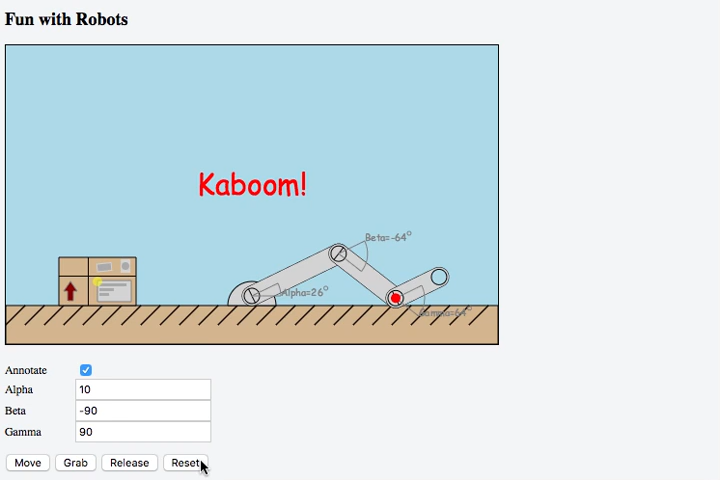 Fun with Robots
Kaboom!
Beta=-64°
Alpha=26°
Gamma=64°
Annotate
Alpha 10
Beta -90
Gamma 90
Move Grab Release Reset